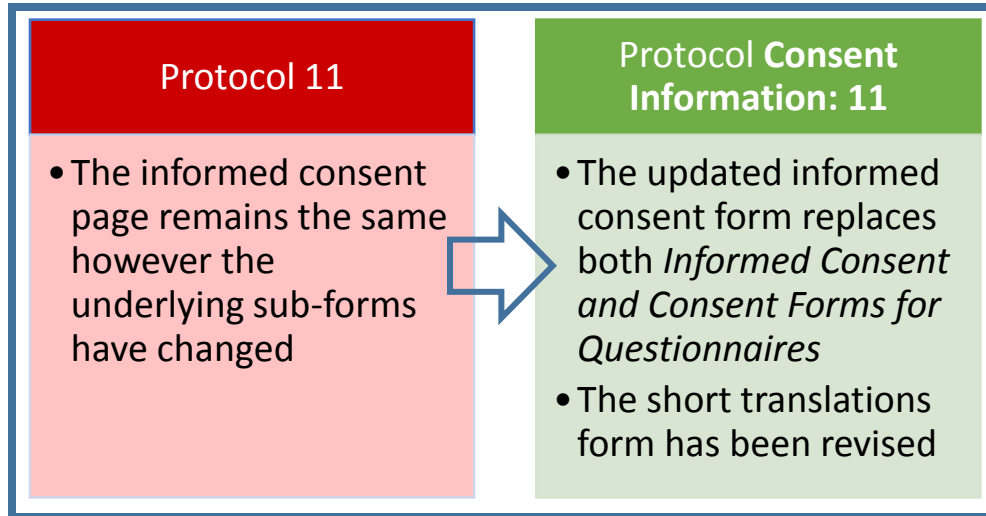 Protocol 11
• The informed consent
page remains the same
however the
underlying sub-forms
have changed
Protocol Consent
Information: 11
• The updated informed
consent form replaces
both Informed Consent
and Consent Forms for
Questionnaires
• The short translations
form has been revised